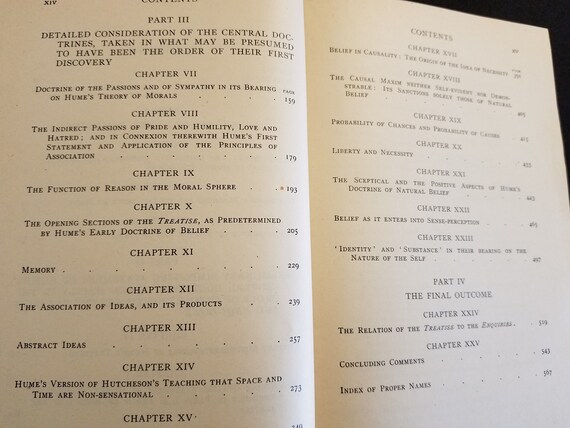 xiv CONTENTS
PART III
DETAILED CONSIDERATION OF THE CENTRAL DOC-
TRINES, TAKEN IN WHAT MAY BE PRESUMED
TO HAVE BEEN THE ORDER OF THEIR FIRST
DISCOVERY
CHAPTER VII
PAGE
Doctrine of the Passions and of Sympathy in its Bearing
on Hume's Theory of Morals . . . 159
CHAPTER VIII
The Indirect Passions of Pride and Humility, Love and
Hatred; and in Connexion therewith Hume's First
Statement and Application of the Principles of
Association . . . . . 179
CHAPTER IX
The Function of Reason in the Moral Sphere . . 193
CHAPTER X
The Opening Sections of the Treatise, as Predetermined
by Hume's Early Doctrine of Belief . . . 205
CHAPTER XI
Memory . . . . . . . 229
CHAPTER XII
The Association of Ideas, and its Products . . 239
CHAPTER XIII
Abstract Ideas . . . . . . 257
CHAPTER XIV
Hume's Version of Hutcheson's Teaching that Space and
Time are Non-sensational . . . . 273
CHAPTER XV
CONTENTS xv
CHAPTER XVII
Belief in Causality: The Origin of the Idea of Necessity
CHAPTER XVIII
The Causal Maxim neither Self-evident nor Demon-
strable: Its Sanctions solely those of Natural
Belief . . . . . . 405
CHAPTER XIX
Probability of Chances and Probability of Causes
CHAPTER XX
Liberty and Necessity . . . . . 433
CHAPTER XXI
The Sceptical and the Positive Aspects of Hume's
Doctrine of Natural Belief . . . . 443
CHAPTER XXII
Belief as it enters into Sense-perception . . 465
CHAPTER XXIII
'Identity' and 'Substance' in their bearing on the
Nature of the Self . . . . . 497
PART IV
THE FINAL OUTCOME
CHAPTER XXIV
The Relation of the Treatise to the Enquiries . . 519
CHAPTER XXV
Concluding Comments . . . . . 543
Index of Proper Names . . . . . 567